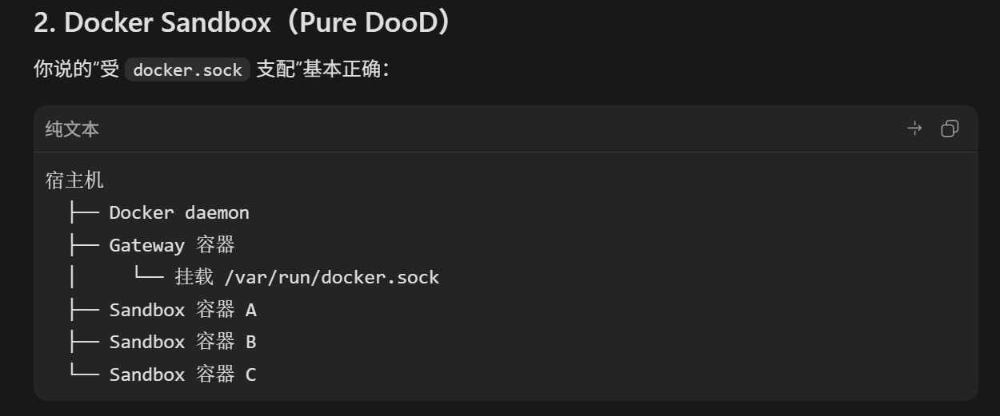 2. Docker Sandbox（Pure DooD）
你说的“受 docker.sock 支配”基本正确：
纯文本
宿主机
├── Docker daemon
├── Gateway 容器
│     └── 挂载 /var/run/docker.sock
├── Sandbox 容器 A
├── Sandbox 容器 B
└── Sandbox 容器 C